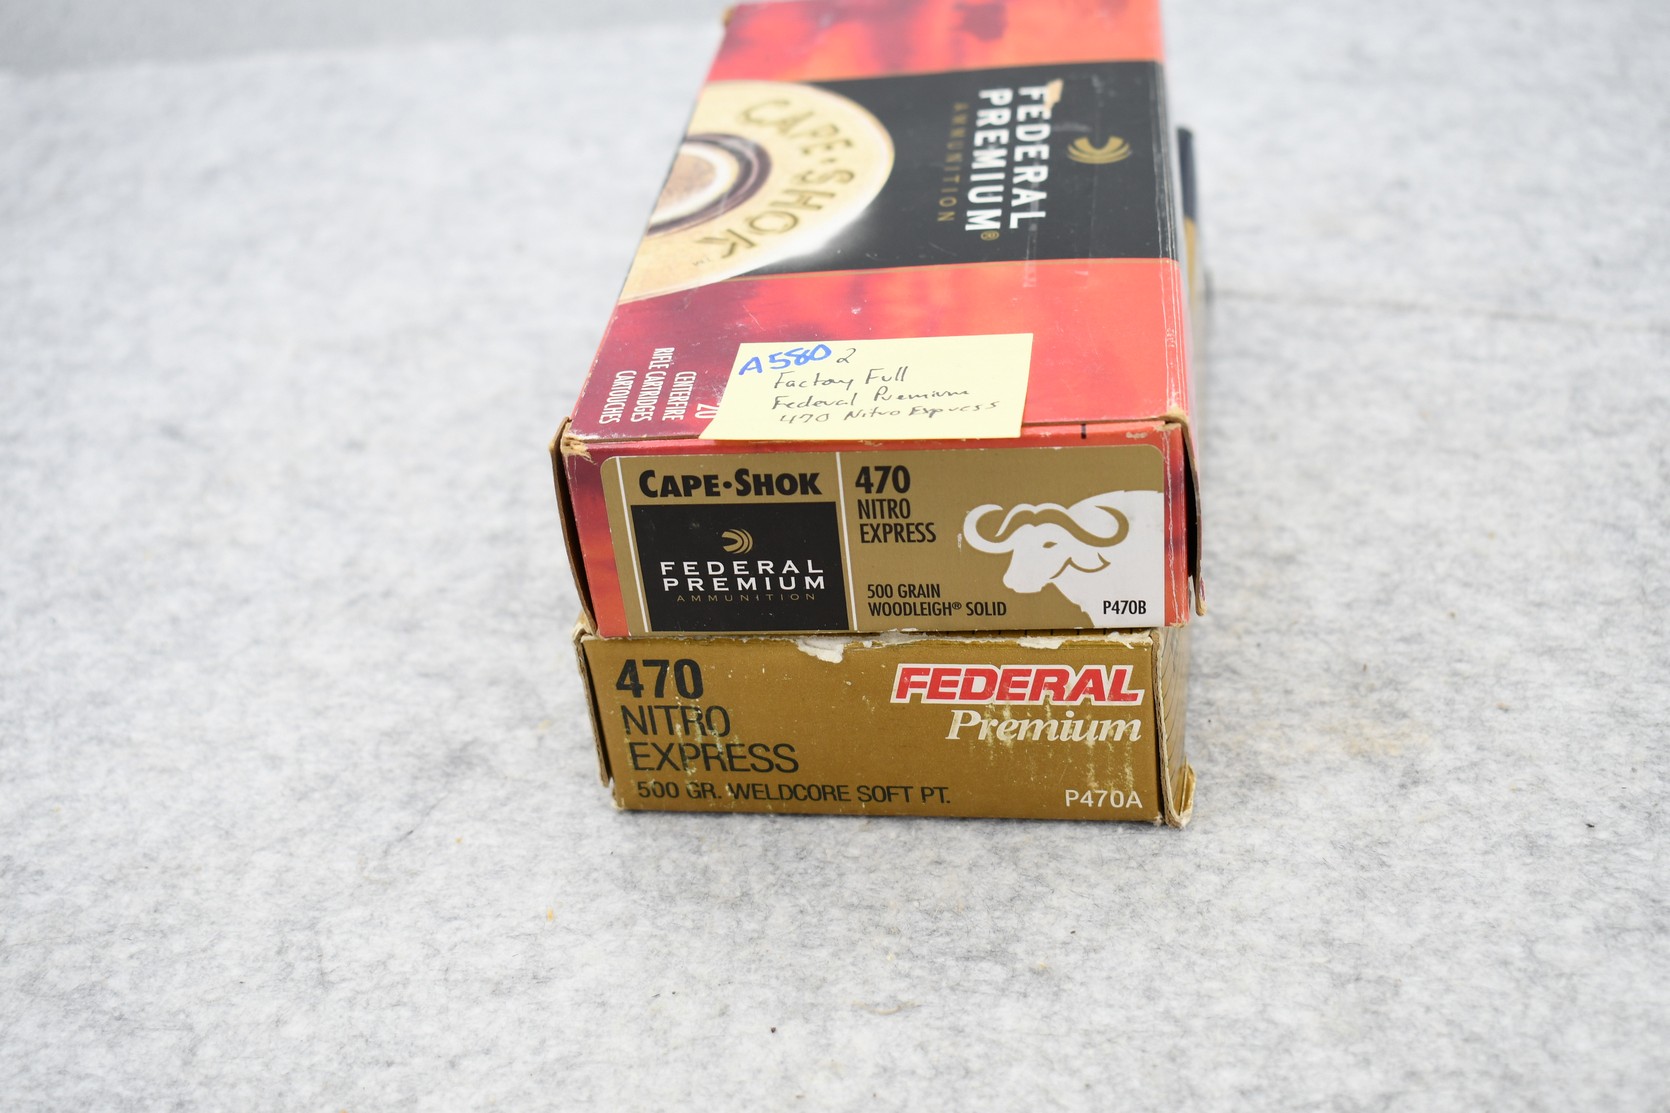 FEDERAL
PREMIUM®
AMMUNITION
CAPE•SHOK™
20
CENTERFIRE
RIFLE CARTRIDGES
CARTOUCHES
A580 2
Factory Full
Federal Premium
470 Nitro Express
CAPE•SHOK
FEDERAL
PREMIUM
AMMUNITION
470
NITRO
EXPRESS
500 GRAIN
WOODLEIGH® SOLID
P470B
470
NITRO
EXPRESS
500 GR. WELDCORE SOFT PT.
FEDERAL
Premium
P470A